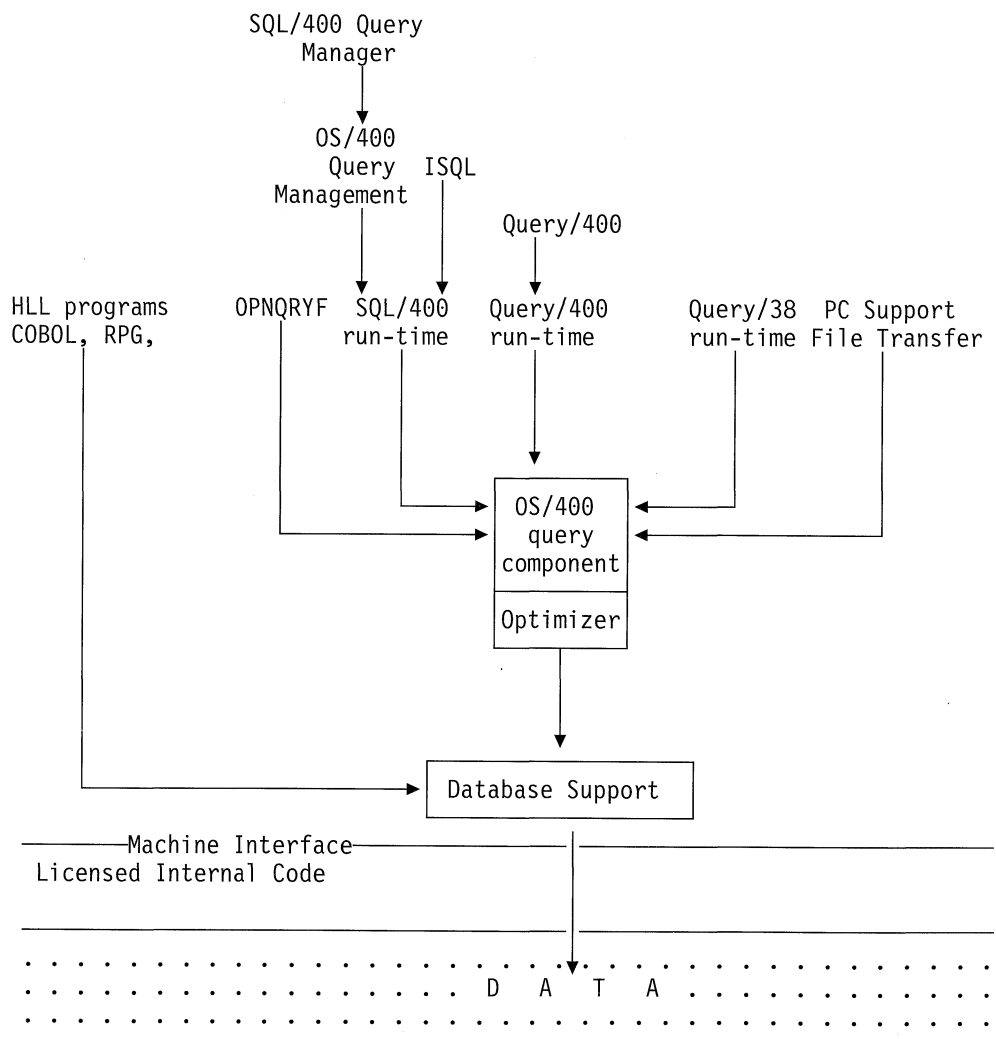 SQL/400 Query
Manager
OS/400
Query
Management
ISQL
Query/400
HLL programs
COBOL, RPG,
OPNQRYF
SQL/400
run-time
Query/400
run-time
Query/38
run-time
PC Support
File Transfer
OS/400
query
component
Optimizer
Database Support
Machine Interface
Licensed Internal Code
D A T A